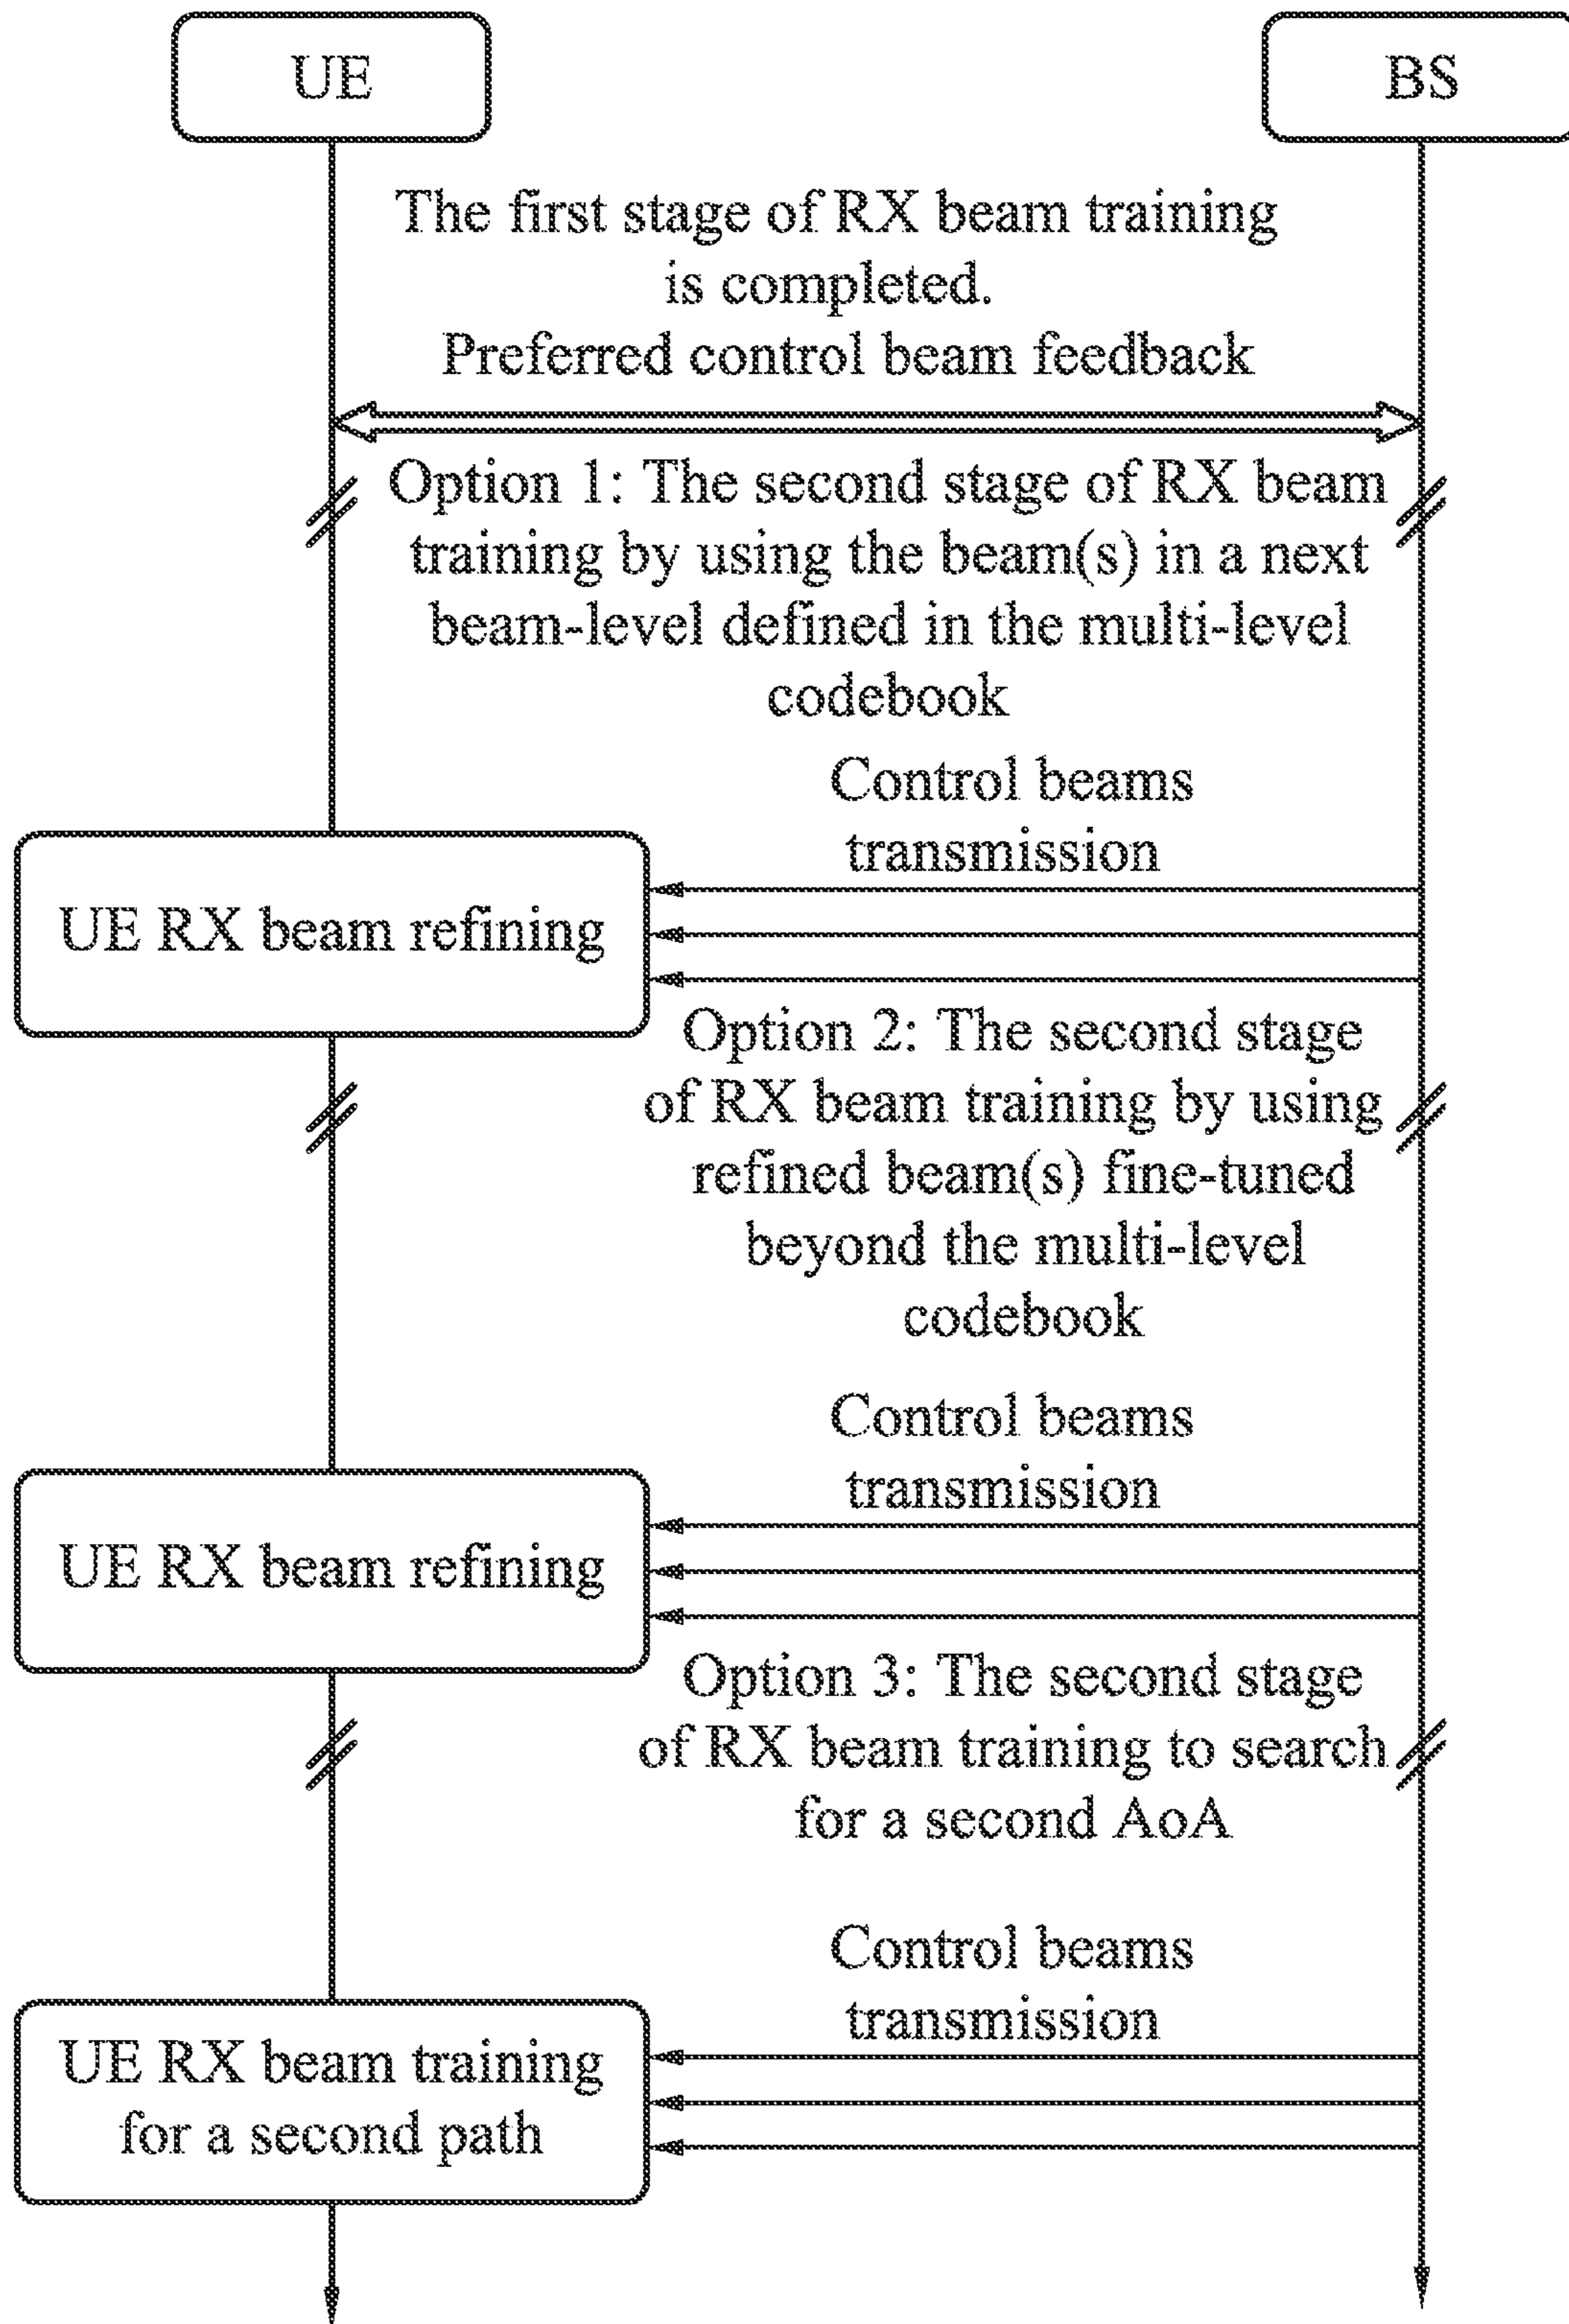 UE
BS
The first stage of RX beam training
is completed.
Preferred control beam feedback
Option 1: The second stage of RX beam
training by using the beam(s) in a next
beam-level defined in the multi-level
codebook
Control beams
transmission
UE RX beam refining
Option 2: The second stage
of RX beam training by using
refined beam(s) fine-tuned
beyond the multi-level
codebook
Control beams
transmission
UE RX beam refining
Option 3: The second stage
of RX beam training to search
for a second AoA
Control beams
transmission
UE RX beam training
for a second path